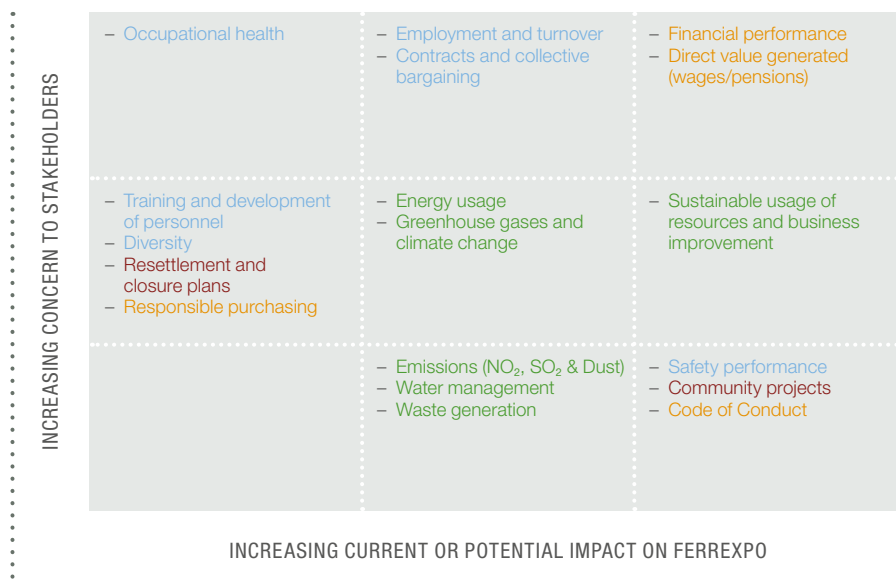 INCREASING CONCERN TO STAKEHOLDERS
– Occupational health
– Employment and turnover
– Contracts and collective
bargaining
– Financial performance
– Direct value generated
(wages/pensions)
– Training and development
of personnel
– Diversity
– Resettlement and
closure plans
– Responsible purchasing
– Energy usage
– Greenhouse gases and
climate change
– Sustainable usage of
resources and business
improvement
– Emissions (NO₂, SO₂ & Dust)
– Water management
– Waste generation
– Safety performance
– Community projects
– Code of Conduct
INCREASING CURRENT OR POTENTIAL IMPACT ON FERREXPO